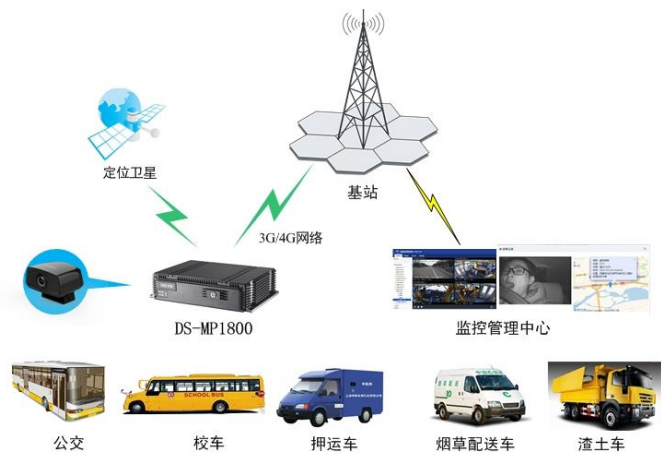 定位卫星
基站
3G/4G网络
DS-MP1800
监控管理中心
SCHOOL BUS
公交
校车
押运车
烟草配送车
渣土车